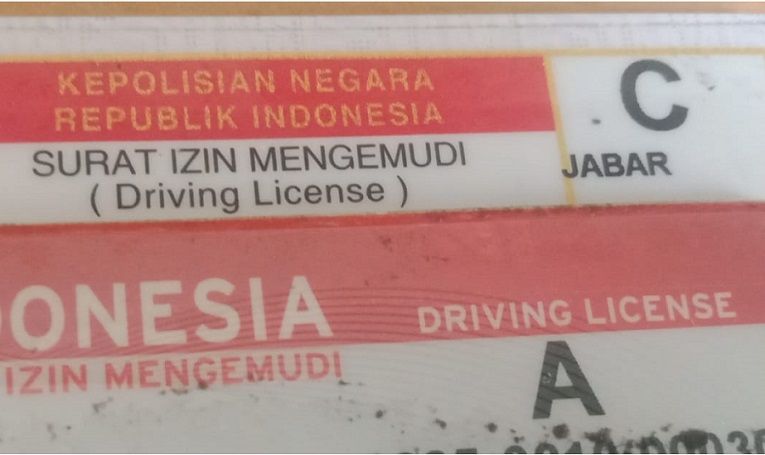 KEPOLISIAN NEGARA
REPUBLIK INDONESIA
C
SURAT IZIN MENGEMUDI
( Driving License )
JABAR
ONESIA
DRIVING LICENSE
IZIN MENGEMUDI
A